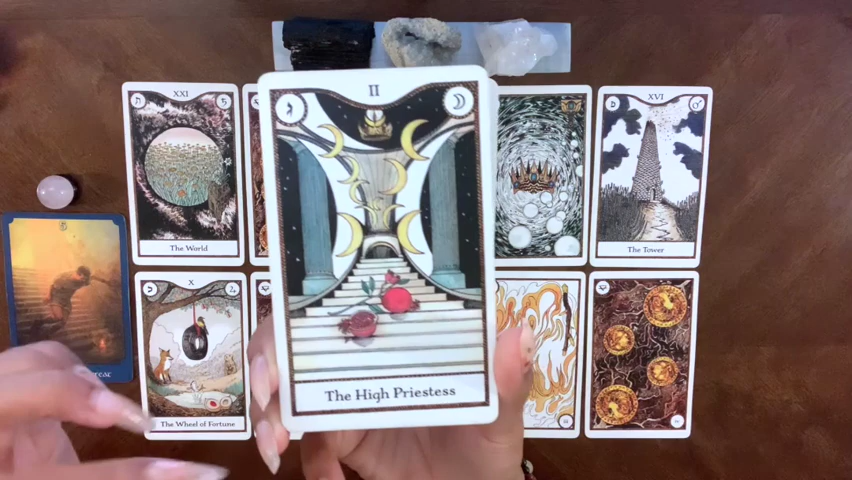 XXI
The World
II
The High Priestess
XVI
The Tower
X
The Wheel of Fortune